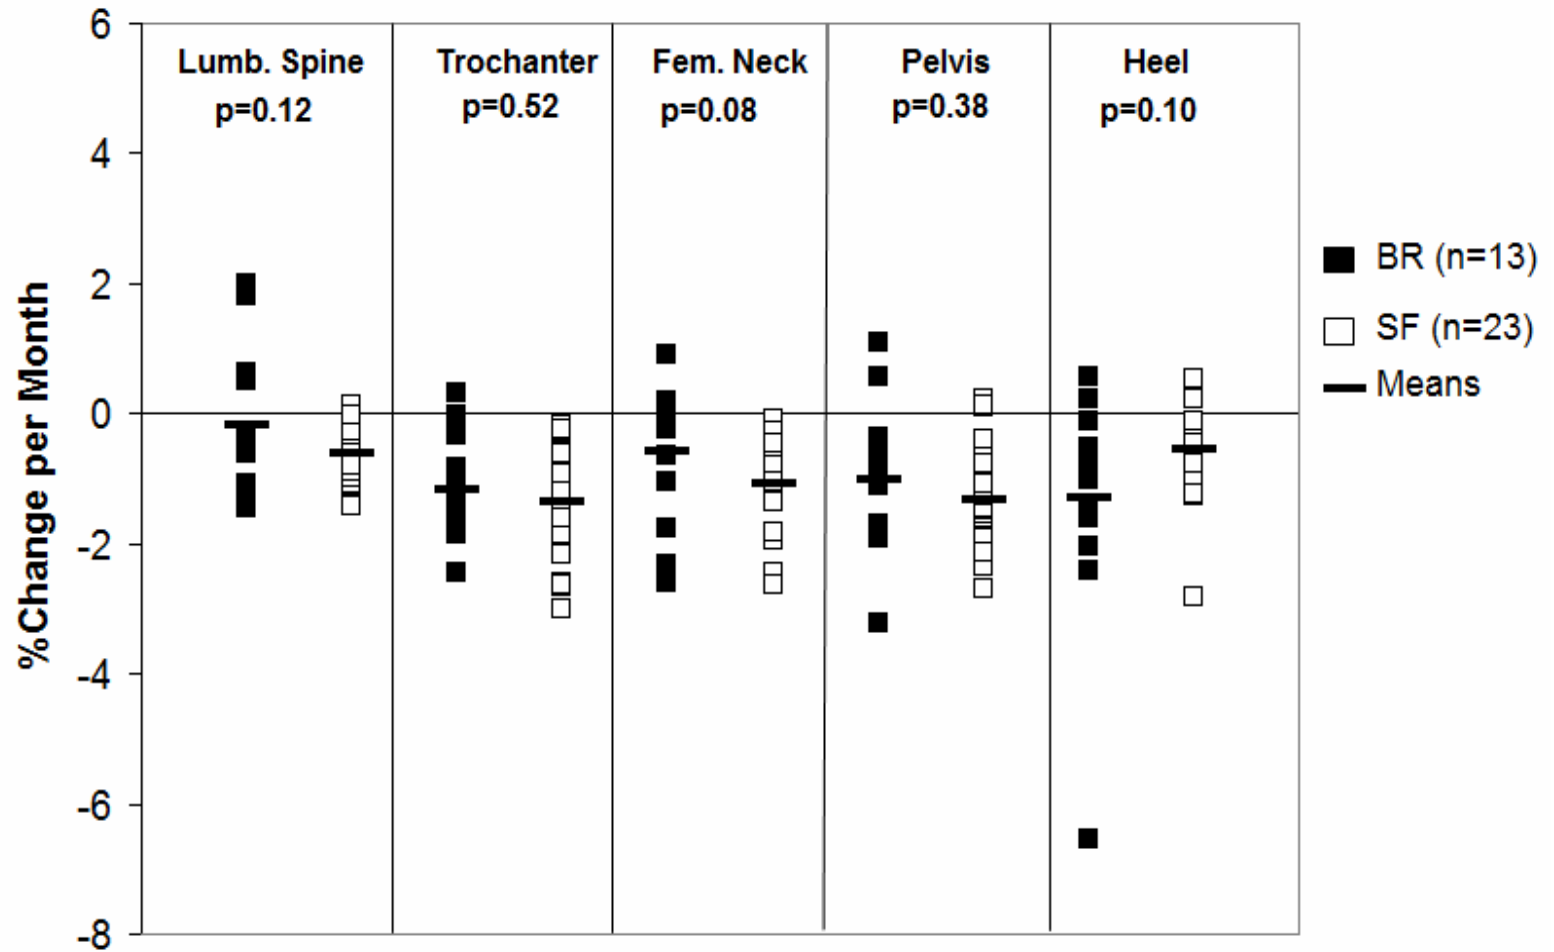 6
4
2
0
-2
-4
-6
-8
%Change per Month
Lumb. Spine
p=0.12
Trochanter
p=0.52
Fem. Neck
p=0.08
Pelvis
p=0.38
Heel
p=0.10
BR (n=13)
SF (n=23)
Means